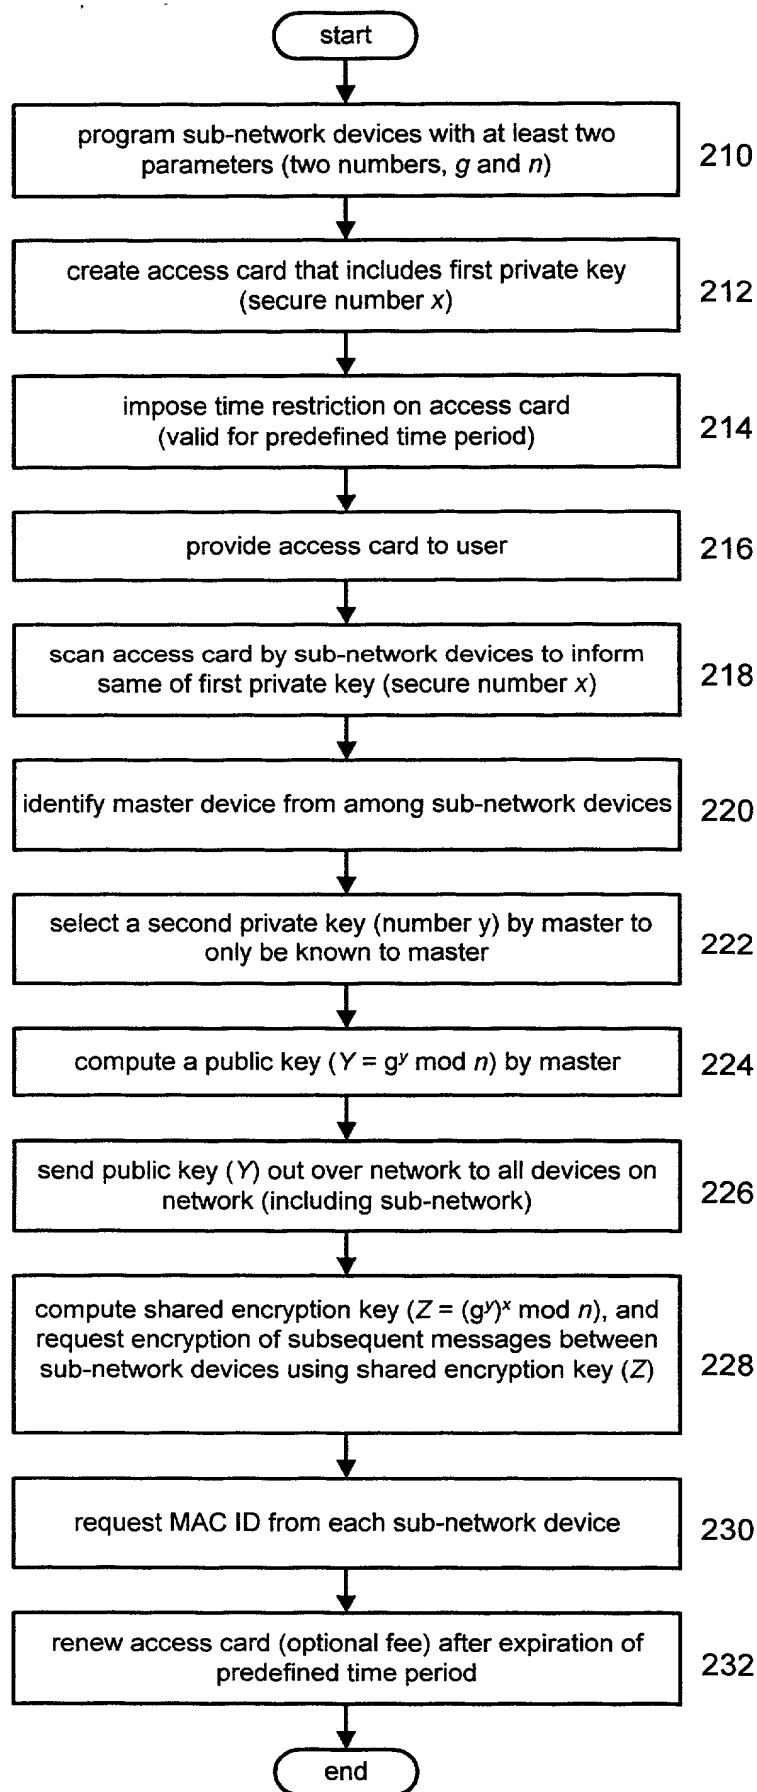 start
program sub-network devices with at least two
parameters (two numbers, g and n)
210
create access card that includes first private key
(secure number x)
212
impose time restriction on access card
(valid for predefined time period)
214
provide access card to user
216
scan access card by sub-network devices to inform
same of first private key (secure number x)
218
identify master device from among sub-network devices
220
select a second private key (number y) by master to
only be known to master
222
compute a public key (Y = gʸ mod n) by master
224
send public key (Y) out over network to all devices on
network (including sub-network)
226
compute shared encryption key (Z = (gʸ)ˣ mod n), and
request encryption of subsequent messages between
sub-network devices using shared encryption key (Z)
228
request MAC ID from each sub-network device
230
renew access card (optional fee) after expiration of
predefined time period
232
end